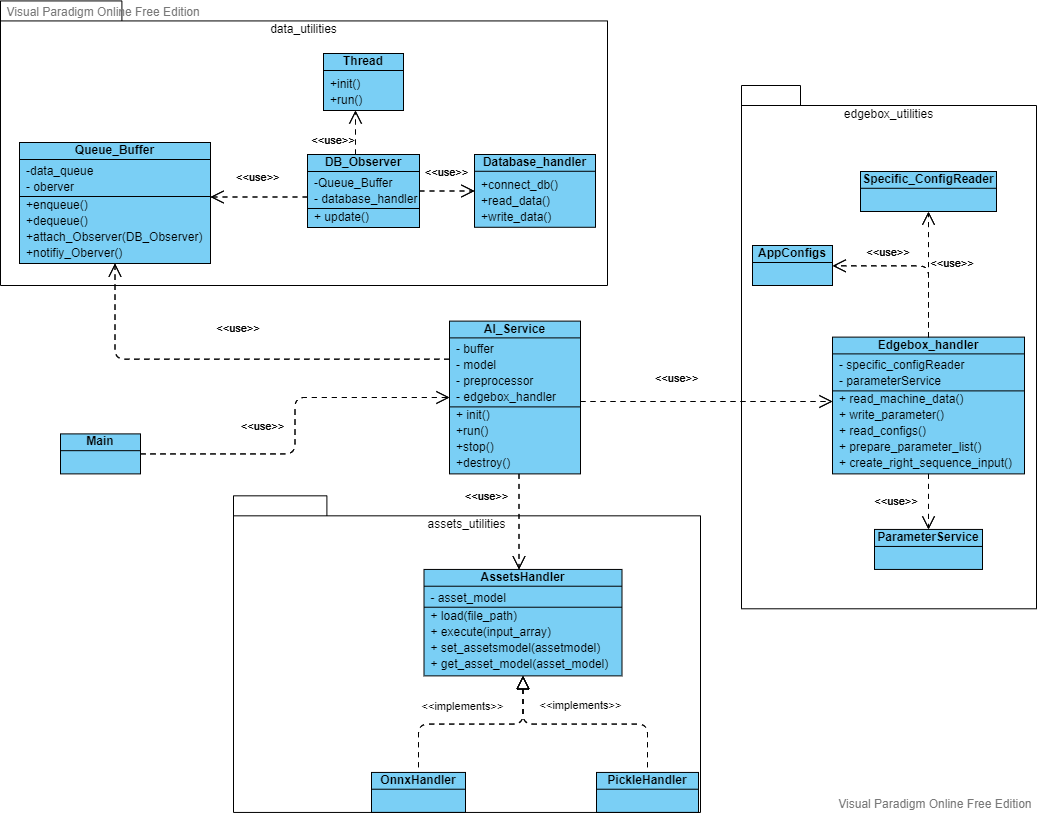 Visual Paradigm Online Free Edition
data_utilities
Thread
+init()
+run()
<<use>>
Queue_Buffer
-data_queue
- oberver
+enqueue()
+dequeue()
+attach_Observer(DB_Observer)
+notifiy_Oberver()
<<use>>
DB_Observer
-Queue_Buffer
- database_handler
+ update()
<<use>>
Database_handler
+connect_db()
+read_data()
+write_data()
edgebox_utilities
Specific_ConfigReader
AppConfigs
<<use>>
<<use>>
Edgebox_handler
- specific_configReader
- parameterService
+ read_machine_data()
+ write_parameter()
+ read_configs()
+ prepare_parameter_list()
+ create_right_sequence_input()
<<use>>
ParameterService
<<use>>
AI_Service
- buffer
- model
- preprocessor
- edgebox_handler
+ init()
+run()
+stop()
+destroy()
<<use>>
<<use>>
Main
<<use>>
assets_utilities
AssetsHandler
- asset_model
+ load(file_path)
+ execute(input_array)
+ set_assetsmodel(assetmodel)
+ get_asset_model(asset_model)
<<implements>>
<<implements>>
OnnxHandler
PickleHandler
Visual Paradigm Online Free Edition